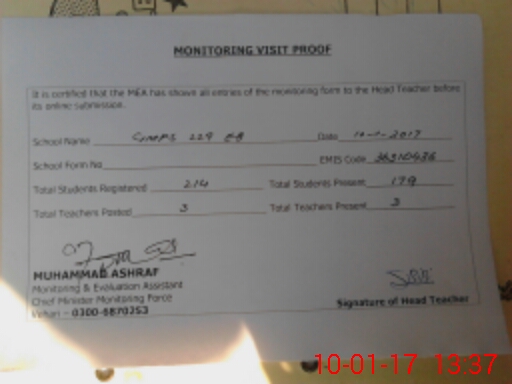 MONITORING VISIT PROOF
It is certified that the MEA has shown all entries of the monitoring form to the Head Teacher before
its online submission.
School Name 229 EB Date 10-1-2017
School Form No EMIS Code
Total Students Registered 214 Total Students Present 179
Total Teachers Posted 3 Total Teachers Present 3
MUHAMMAD ASHRAF
Monitoring & Evaluation Assistant
Chief Minister Monitoring Force
Vehari – 0300-6870253
Signature of Head Teacher
10-01-17 13:37